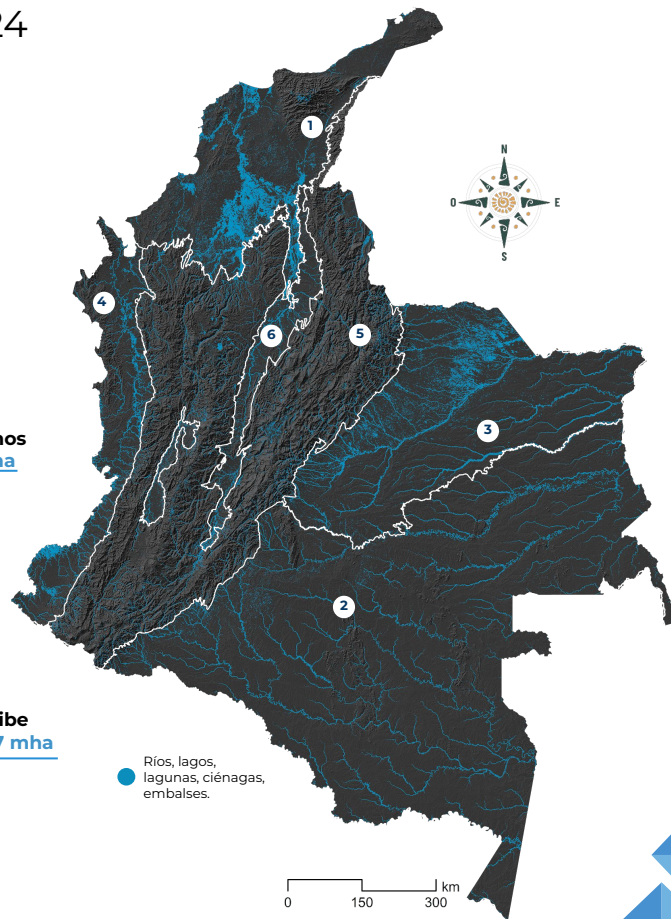 24
N
O
E
S
1
4
6
5
3
nos
na
2
ibe
7 mha
Ríos, lagos,
lagunas, ciénagas,
embalses.
km
0
150
300